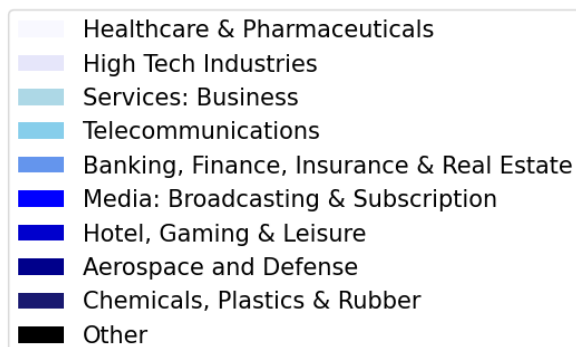 Healthcare & Pharmaceuticals
High Tech Industries
Services: Business
Telecommunications
Banking, Finance, Insurance & Real Estate
Media: Broadcasting & Subscription
Hotel, Gaming & Leisure
Aerospace and Defense
Chemicals, Plastics & Rubber
Other